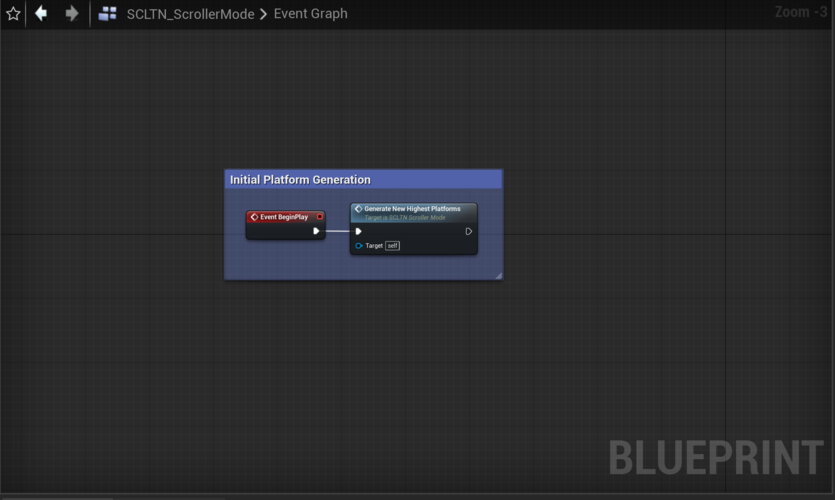 SCLTN_ScrollerMode > Event Graph
Zoom -3
Initial Platform Generation
Event BeginPlay
Generate New Highest Platforms
Target is SCLTN Scroller Mode
Target self
BLUEPRINT